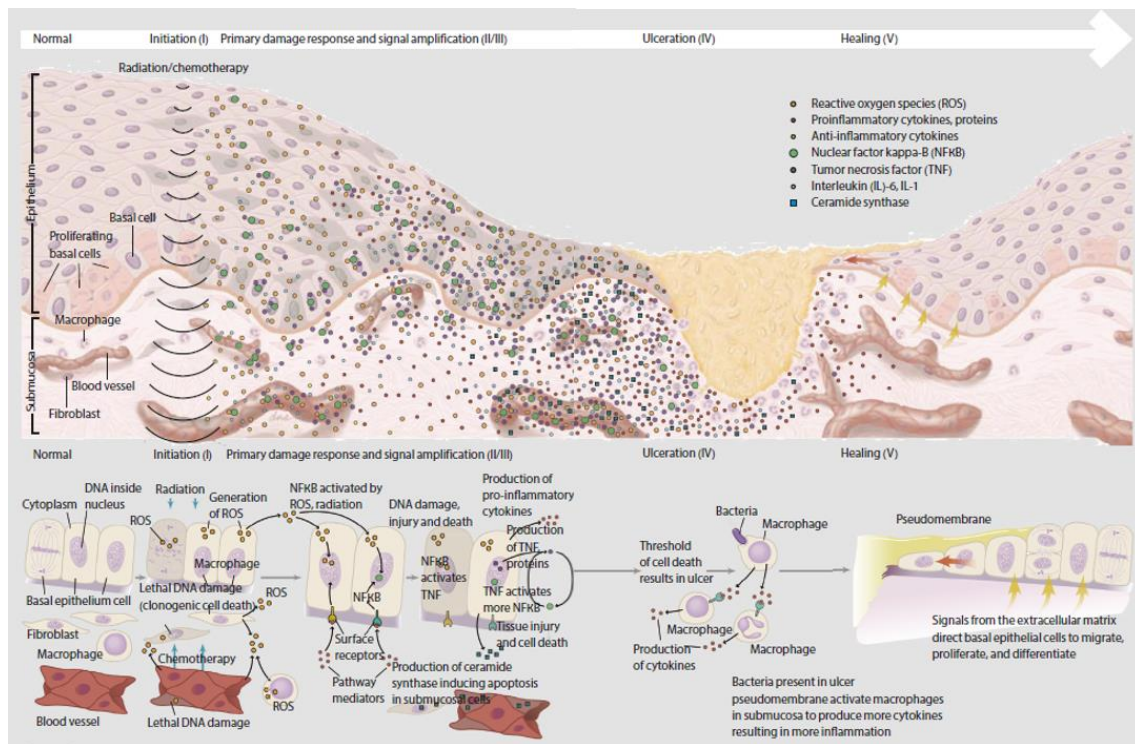 Normal
Initiation (I)
Primary damage response and signal amplification (II/III)
Ulceration (IV)
Healing (V)
Radiation/chemotherapy
Reactive oxygen species (ROS)
Proinflammatory cytokines, proteins
Anti-inflammatory cytokines
Nuclear factor kappa-B (NFKB)
Tumor necrosis factor (TNF)
Interleukin (IL)-6, IL-1
Ceramide synthase
Epithelium
Basal cell
Proliferating
basal cells
Macrophage
Submucosa
Blood vessel
Fibroblast
Normal
Initiation (I)
Primary damage response and signal amplification (II/III)
Ulceration (IV)
Healing (V)
Cytoplasm
DNA inside
nucleus
Basal epithelium cell
Fibroblast
Macrophage
Blood vessel
Radiation
ROS
Generation
of ROS
Macrophage
Lethal DNA damage
(clonogenic cell death)
ROS
Chemotherapy
ROS
Lethal DNA damage
NFKB activated by
ROS, radiation
NFKB
Surface
receptors
Pathway
mediators
DNA damage,
injury and death
NFKB
activates
TNF
Production of
pro-inflammatory
cytokines
Production
of TNF,
proteins
TNF activates
more NFKB
Tissue injury
and cell death
Production of ceramide
synthase inducing apoptosis
in submucosal cells
Threshold
of cell death
results in ulcer
Bacteria
Macrophage
Macrophage
Production
of cytokines
Macrophage
Bacteria present in ulcer
pseudomembrane activate macrophages
in submucosa to produce more cytokines
resulting in more inflammation
Pseudomembrane
Signals from the extracellular matrix
direct basal epithelial cells to migrate,
proliferate, and differentiate